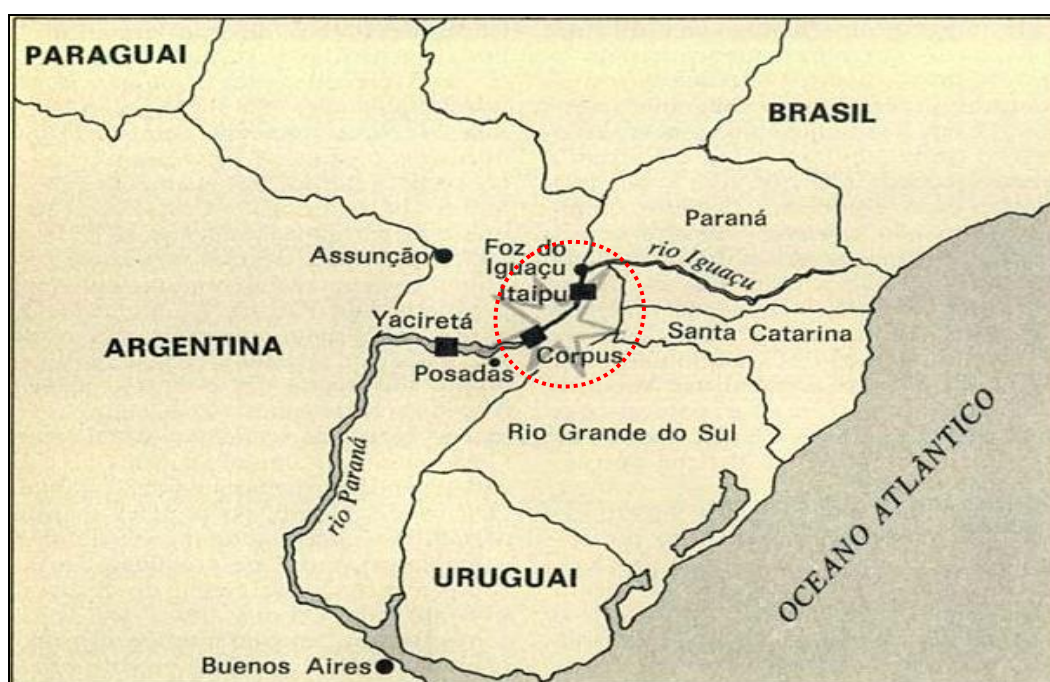 PARAGUAI
BRASIL
Paraná
Assunção
Foz do
Iguaçu
rio Iguaçu
Itaipu
Yaciretá
Santa Catarina
ARGENTINA
Corpus
Posadas
Rio Grande do Sul
rio Paraná
OCEANO ATLÂNTICO
URUGUAI
Buenos Aires